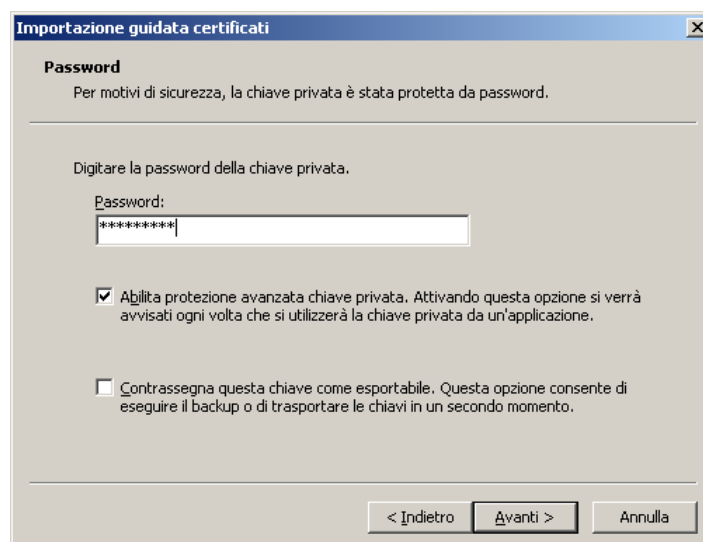 Importazione guidata certificati
Password
Per motivi di sicurezza, la chiave privata è stata protetta da password.
Digitare la password della chiave privata.
Password:
*********
Abilita protezione avanzata chiave privata. Attivando questa opzione si verrà
avvisati ogni volta che si utilizzerà la chiave privata da un'applicazione.
Contrassegna questa chiave come esportabile. Questa opzione consente di
eseguire il backup o di trasportare le chiavi in un secondo momento.
< Indietro Avanti > Annulla